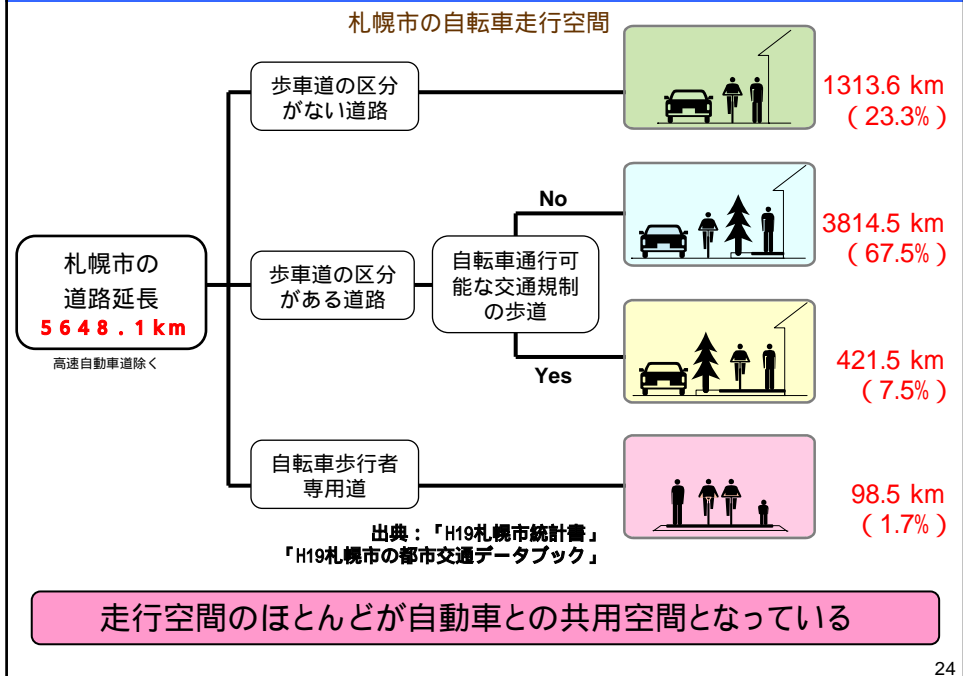 札幌市の自転車走行空間
歩車道の区分
がない道路
1313.6 km
( 23.3% )
No
3814.5 km
( 67.5% )
札幌市の
道路延長
5648.1km
高速自動車道除く
歩車道の区分
がある道路
自転車通行可
能な交通規制
の歩道
Yes
421.5 km
( 7.5% )
自転車歩行者
専用道
98.5 km
( 1.7% )
出典:「H19札幌市統計書」
「H19札幌市の都市交通データブック」
走行空間のほとんどが自動車との共用空間となっている
24